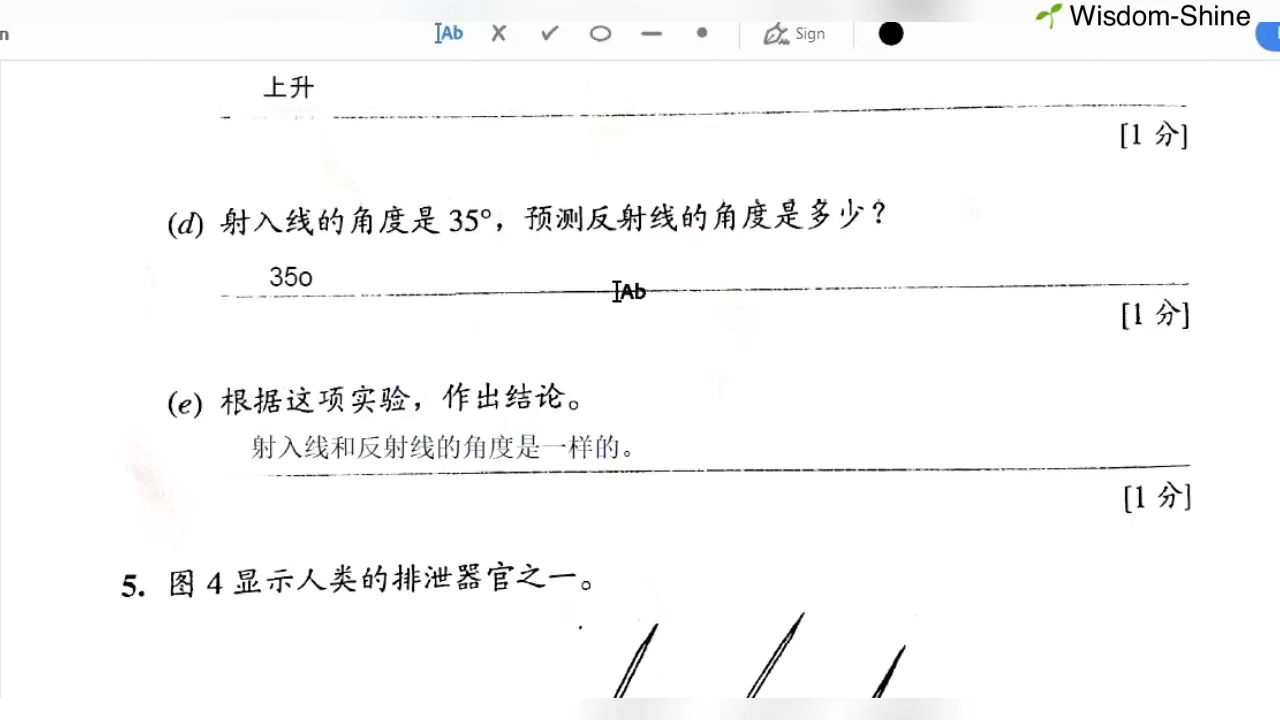 Wisdom-Shine
n
Ab
Sign
上升
[1 分]
(d) 射入线的角度是 35°，预测反射线的角度是多少？
35o
Ab
[1 分]
(e) 根据这项实验，作出结论。
射入线和反射线的角度是一样的。
[1 分]
5. 图 4 显示人类的排泄器官之一。